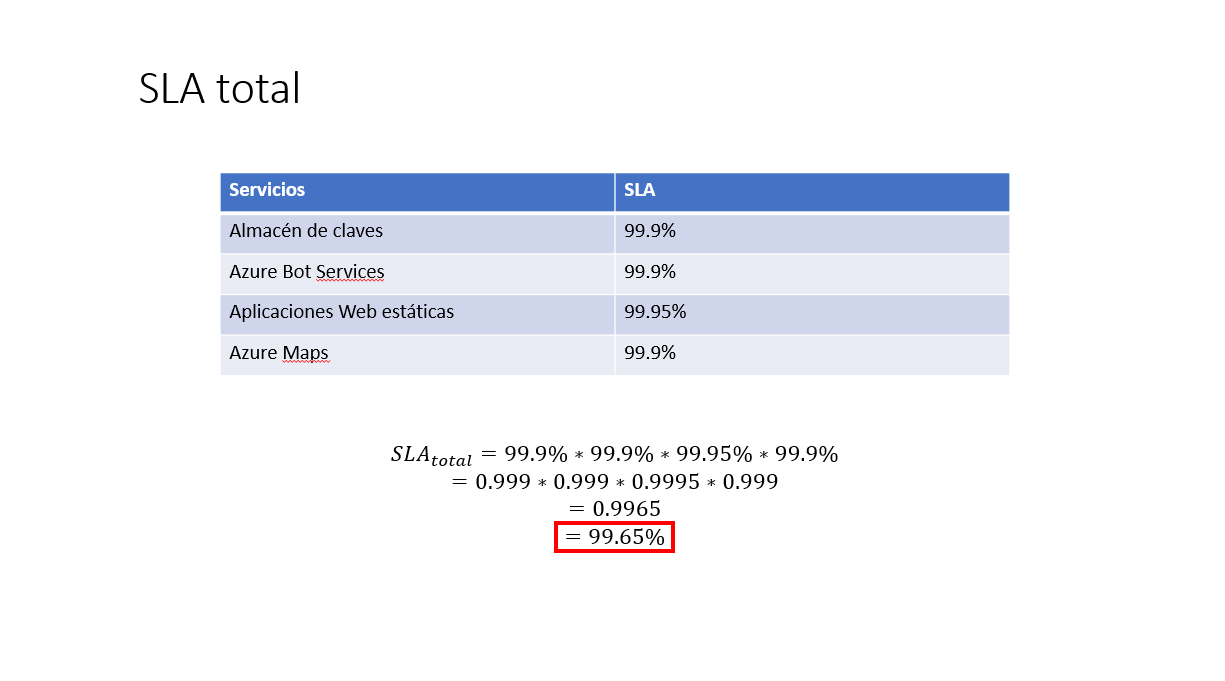 SLA total
Servicios SLA
Almacén de claves 99.9%
Azure Bot Services 99.9%
Aplicaciones Web estáticas 99.95%
Azure Maps 99.9%
SLA_total = 99.9% * 99.9% * 99.95% * 99.9%
= 0.999 * 0.999 * 0.9995 * 0.999
= 0.9965
= 99.65%